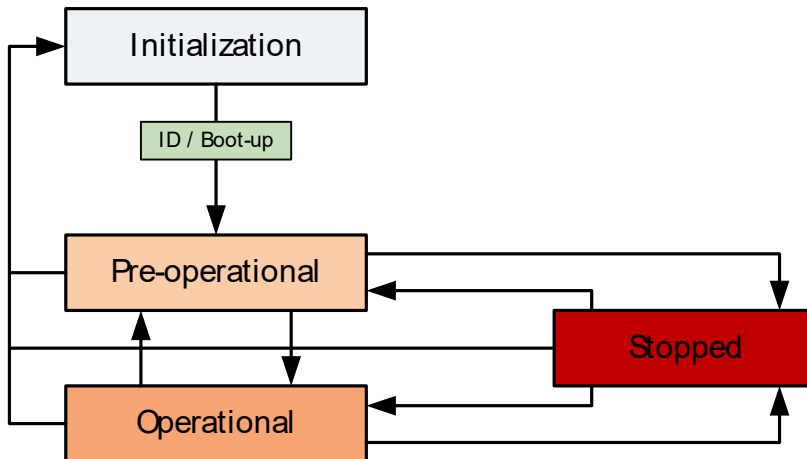 Initialization
ID / Boot-up
Pre-operational
Stopped
Operational